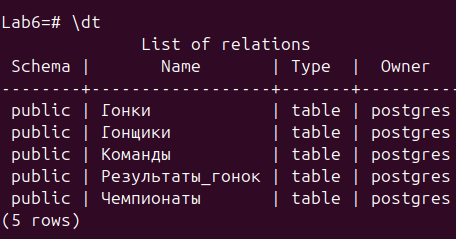 Lab6=# \dt
List of relations
Schema | Name | Type | Owner
--------+------------------+-------+----------
public | Гонки | table | postgres
public | Гонщики | table | postgres
public | Команды | table | postgres
public | Результаты_гонок | table | postgres
public | Чемпионаты | table | postgres
(5 rows)